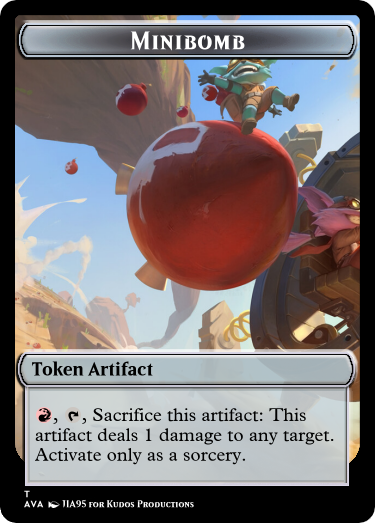 Minibomb
Token Artifact
, , Sacrifice this artifact: This
artifact deals 1 damage to any target.
Activate only as a sorcery.
T
AVA JIA95 for Kudos Productions